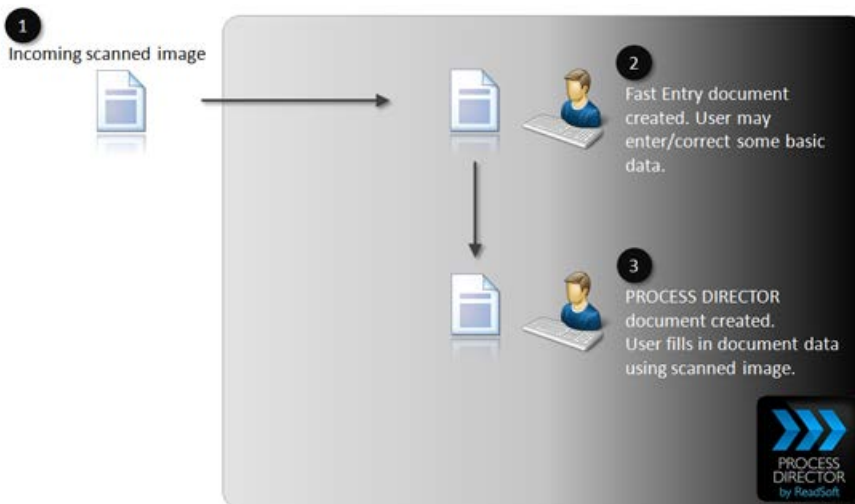 1
Incoming scanned image
2
Fast Entry document
created. User may
enter/correct some basic
data.
3
PROCESS DIRECTOR
document created.
User fills in document data
using scanned image.
PROCESS
DIRECTOR
by ReadSoft